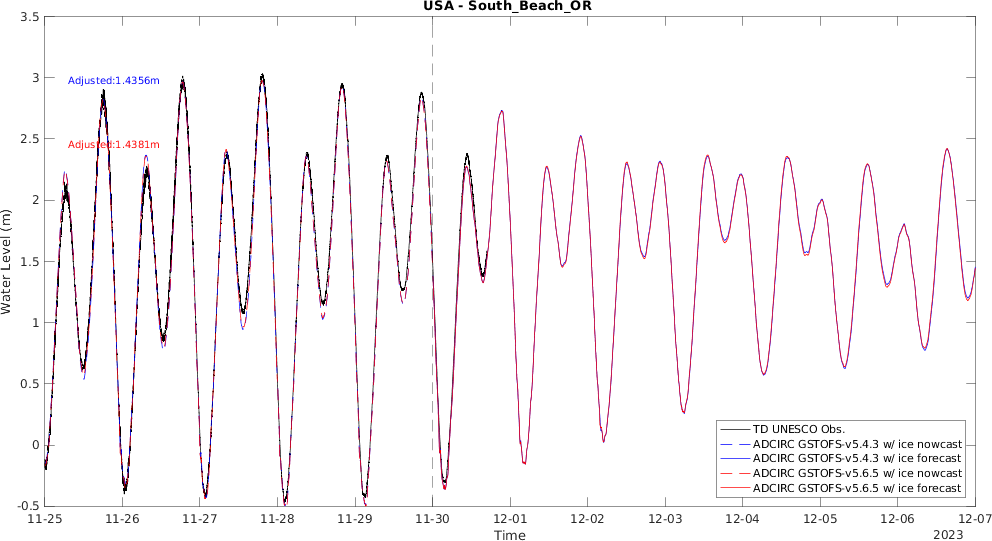 USA - South_Beach_OR
3.5
3
2.5
2
1.5
1
0.5
0
-0.5
Water Level (m)
Adjusted:1.4356m
Adjusted:1.4381m
TD UNESCO Obs.
ADCIRC GSTOFS-v5.4.3 w/ ice nowcast
ADCIRC GSTOFS-v5.4.3 w/ ice forecast
ADCIRC GSTOFS-v5.6.5 w/ ice nowcast
ADCIRC GSTOFS-v5.6.5 w/ ice forecast
11-25 11-26 11-27 11-28 11-29 11-30 12-01 12-02 12-03 12-04 12-05 12-06 12-07
Time
2023